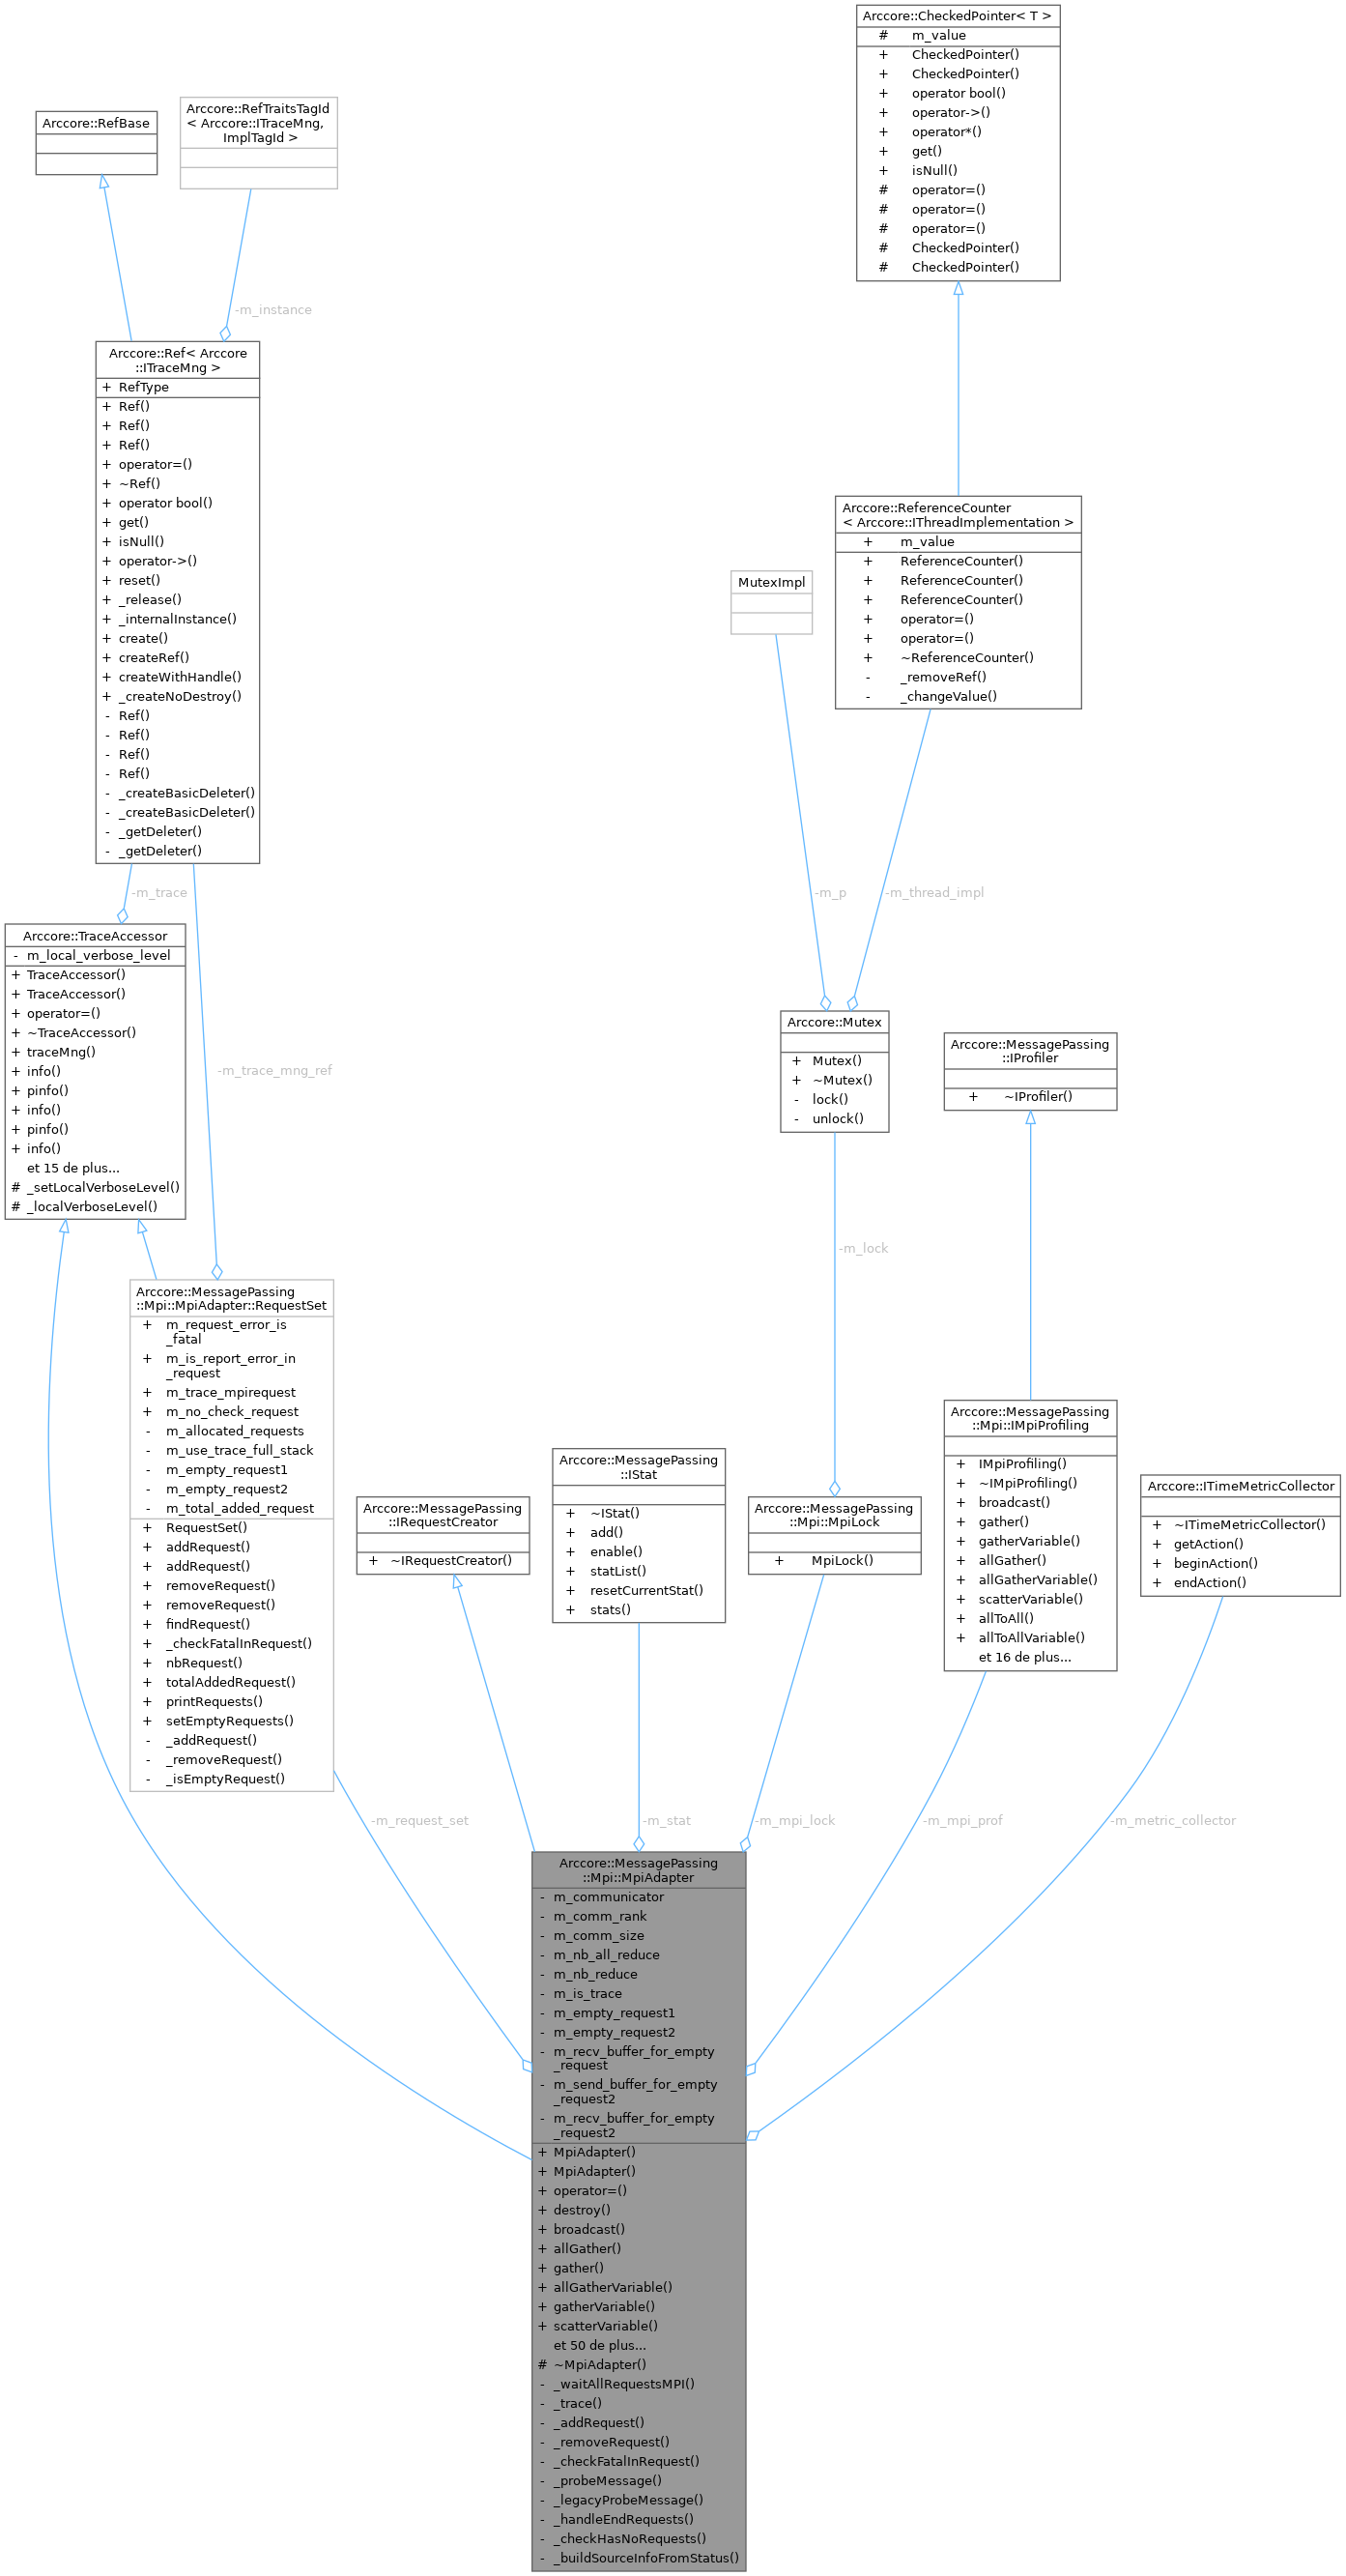 Arccore::CheckedPointer< T >
# m_value
+ CheckedPointer()
+ CheckedPointer()
+ operator bool()
+ operator->()
+ operator*()
+ get()
+ isNull()
# operator=()
# operator=()
# operator=()
# CheckedPointer()
# CheckedPointer()
Arccore::RefBase
Arccore::RefTraitsTagId
< Arccore::ITraceMng,
ImplTagId >
-m_instance
Arccore::Ref< Arccore
::ITraceMng >
+ RefType
+ Ref()
+ Ref()
+ Ref()
+ operator=()
+ ~Ref()
+ operator bool()
+ get()
+ isNull()
+ operator->()
+ reset()
+ _release()
+ _internalInstance()
+ create()
+ createRef()
+ createWithHandle()
+ _createNoDestroy()
- Ref()
- Ref()
- Ref()
- Ref()
- _createBasicDeleter()
- _createBasicDeleter()
- _getDeleter()
- _getDeleter()
Arccore::ReferenceCounter
< Arccore::IThreadImplementation >
+ m_value
+ ReferenceCounter()
+ ReferenceCounter()
+ ReferenceCounter()
+ operator=()
+ operator=()
+ ~ReferenceCounter()
- _removeRef()
- _changeValue()
MutexImpl
-m_trace
-m_p
-m_thread_impl
Arccore::TraceAccessor
- m_local_verbose_level
+ TraceAccessor()
+ TraceAccessor()
+ operator=()
+ ~TraceAccessor()
+ traceMng()
+ info()
+ pinfo()
+ info()
+ pinfo()
+ info()
et 15 de plus...
# _setLocalVerboseLevel()
# _localVerboseLevel()
-m_trace_mng_ref
Arccore::Mutex
+ Mutex()
+ ~Mutex()
- lock()
- unlock()
Arccore::MessagePassing
::IProfiler
+ ~IProfiler()
-m_lock
Arccore::MessagePassing
::Mpi::MpiAdapter::RequestSet
+ m_request_error_is
_fatal
+ m_is_report_error_in
_request
+ m_trace_mpirequest
+ m_no_check_request
- m_allocated_requests
- m_use_trace_full_stack
- m_empty_request1
- m_empty_request2
- m_total_added_request
+ RequestSet()
+ addRequest()
+ addRequest()
+ removeRequest()
+ removeRequest()
+ findRequest()
+ _checkFatalInRequest()
+ nbRequest()
+ totalAddedRequest()
+ printRequests()
+ setEmptyRequests()
- _addRequest()
- _removeRequest()
- _isEmptyRequest()
Arccore::MessagePassing
::IRequestCreator
+ ~IRequestCreator()
Arccore::MessagePassing
::IStat
+ ~IStat()
+ add()
+ enable()
+ statList()
+ resetCurrentStat()
+ stats()
Arccore::MessagePassing
::Mpi::MpiLock
+ MpiLock()
Arccore::MessagePassing
::Mpi::IMpiProfiling
+ IMpiProfiling()
+ ~IMpiProfiling()
+ broadcast()
+ gather()
+ gatherVariable()
+ allGather()
+ allGatherVariable()
+ scatterVariable()
+ allToAll()
+ allToAllVariable()
et 16 de plus...
Arccore::ITimeMetricCollector
+ ~ITimeMetricCollector()
+ getAction()
+ beginAction()
+ endAction()
-m_request_set
-m_stat
-m_mpi_lock
-m_mpi_prof
-m_metric_collector
Arccore::MessagePassing
::Mpi::MpiAdapter
- m_communicator
- m_comm_rank
- m_comm_size
- m_nb_all_reduce
- m_nb_reduce
- m_is_trace
- m_empty_request1
- m_empty_request2
- m_recv_buffer_for_empty
_request
- m_send_buffer_for_empty
_request2
- m_recv_buffer_for_empty
_request2
+ MpiAdapter()
+ MpiAdapter()
+ operator=()
+ destroy()
+ broadcast()
+ allGather()
+ gather()
+ allGatherVariable()
+ gatherVariable()
+ scatterVariable()
et 50 de plus...
# ~MpiAdapter()
- _waitAllRequestsMPI()
- _trace()
- _addRequest()
- _removeRequest()
- _checkFatalInRequest()
- _probeMessage()
- _legacyProbeMessage()
- _handleEndRequests()
- _checkHasNoRequests()
- _buildSourceInfoFromStatus()